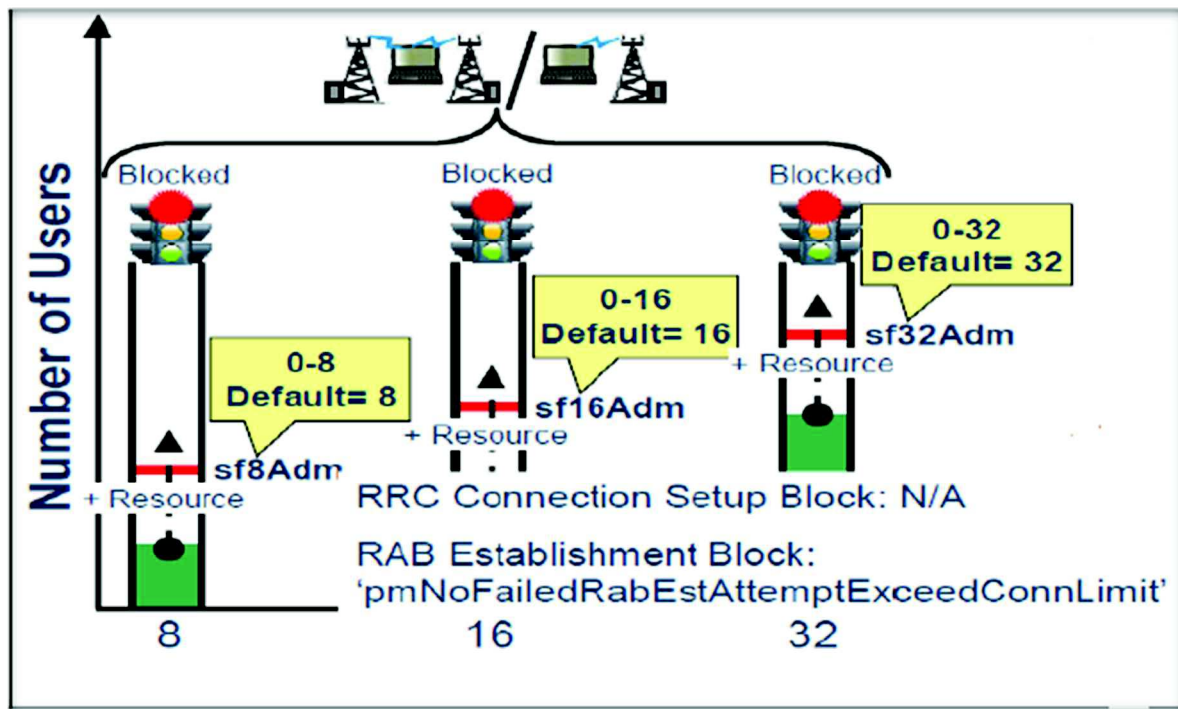 Number of Users
Blocked
Blocked
Blocked
0-32
Default= 32
0-16
Default= 16
0-8
Default= 8
sf32Adm
+ Resource
sf16Adm
+ Resource
sf8Adm
+ Resource
RRC Connection Setup Block: N/A
RAB Establishment Block:
‘pmNoFailedRabEstAttemptExceedConnLimit’
8
16
32